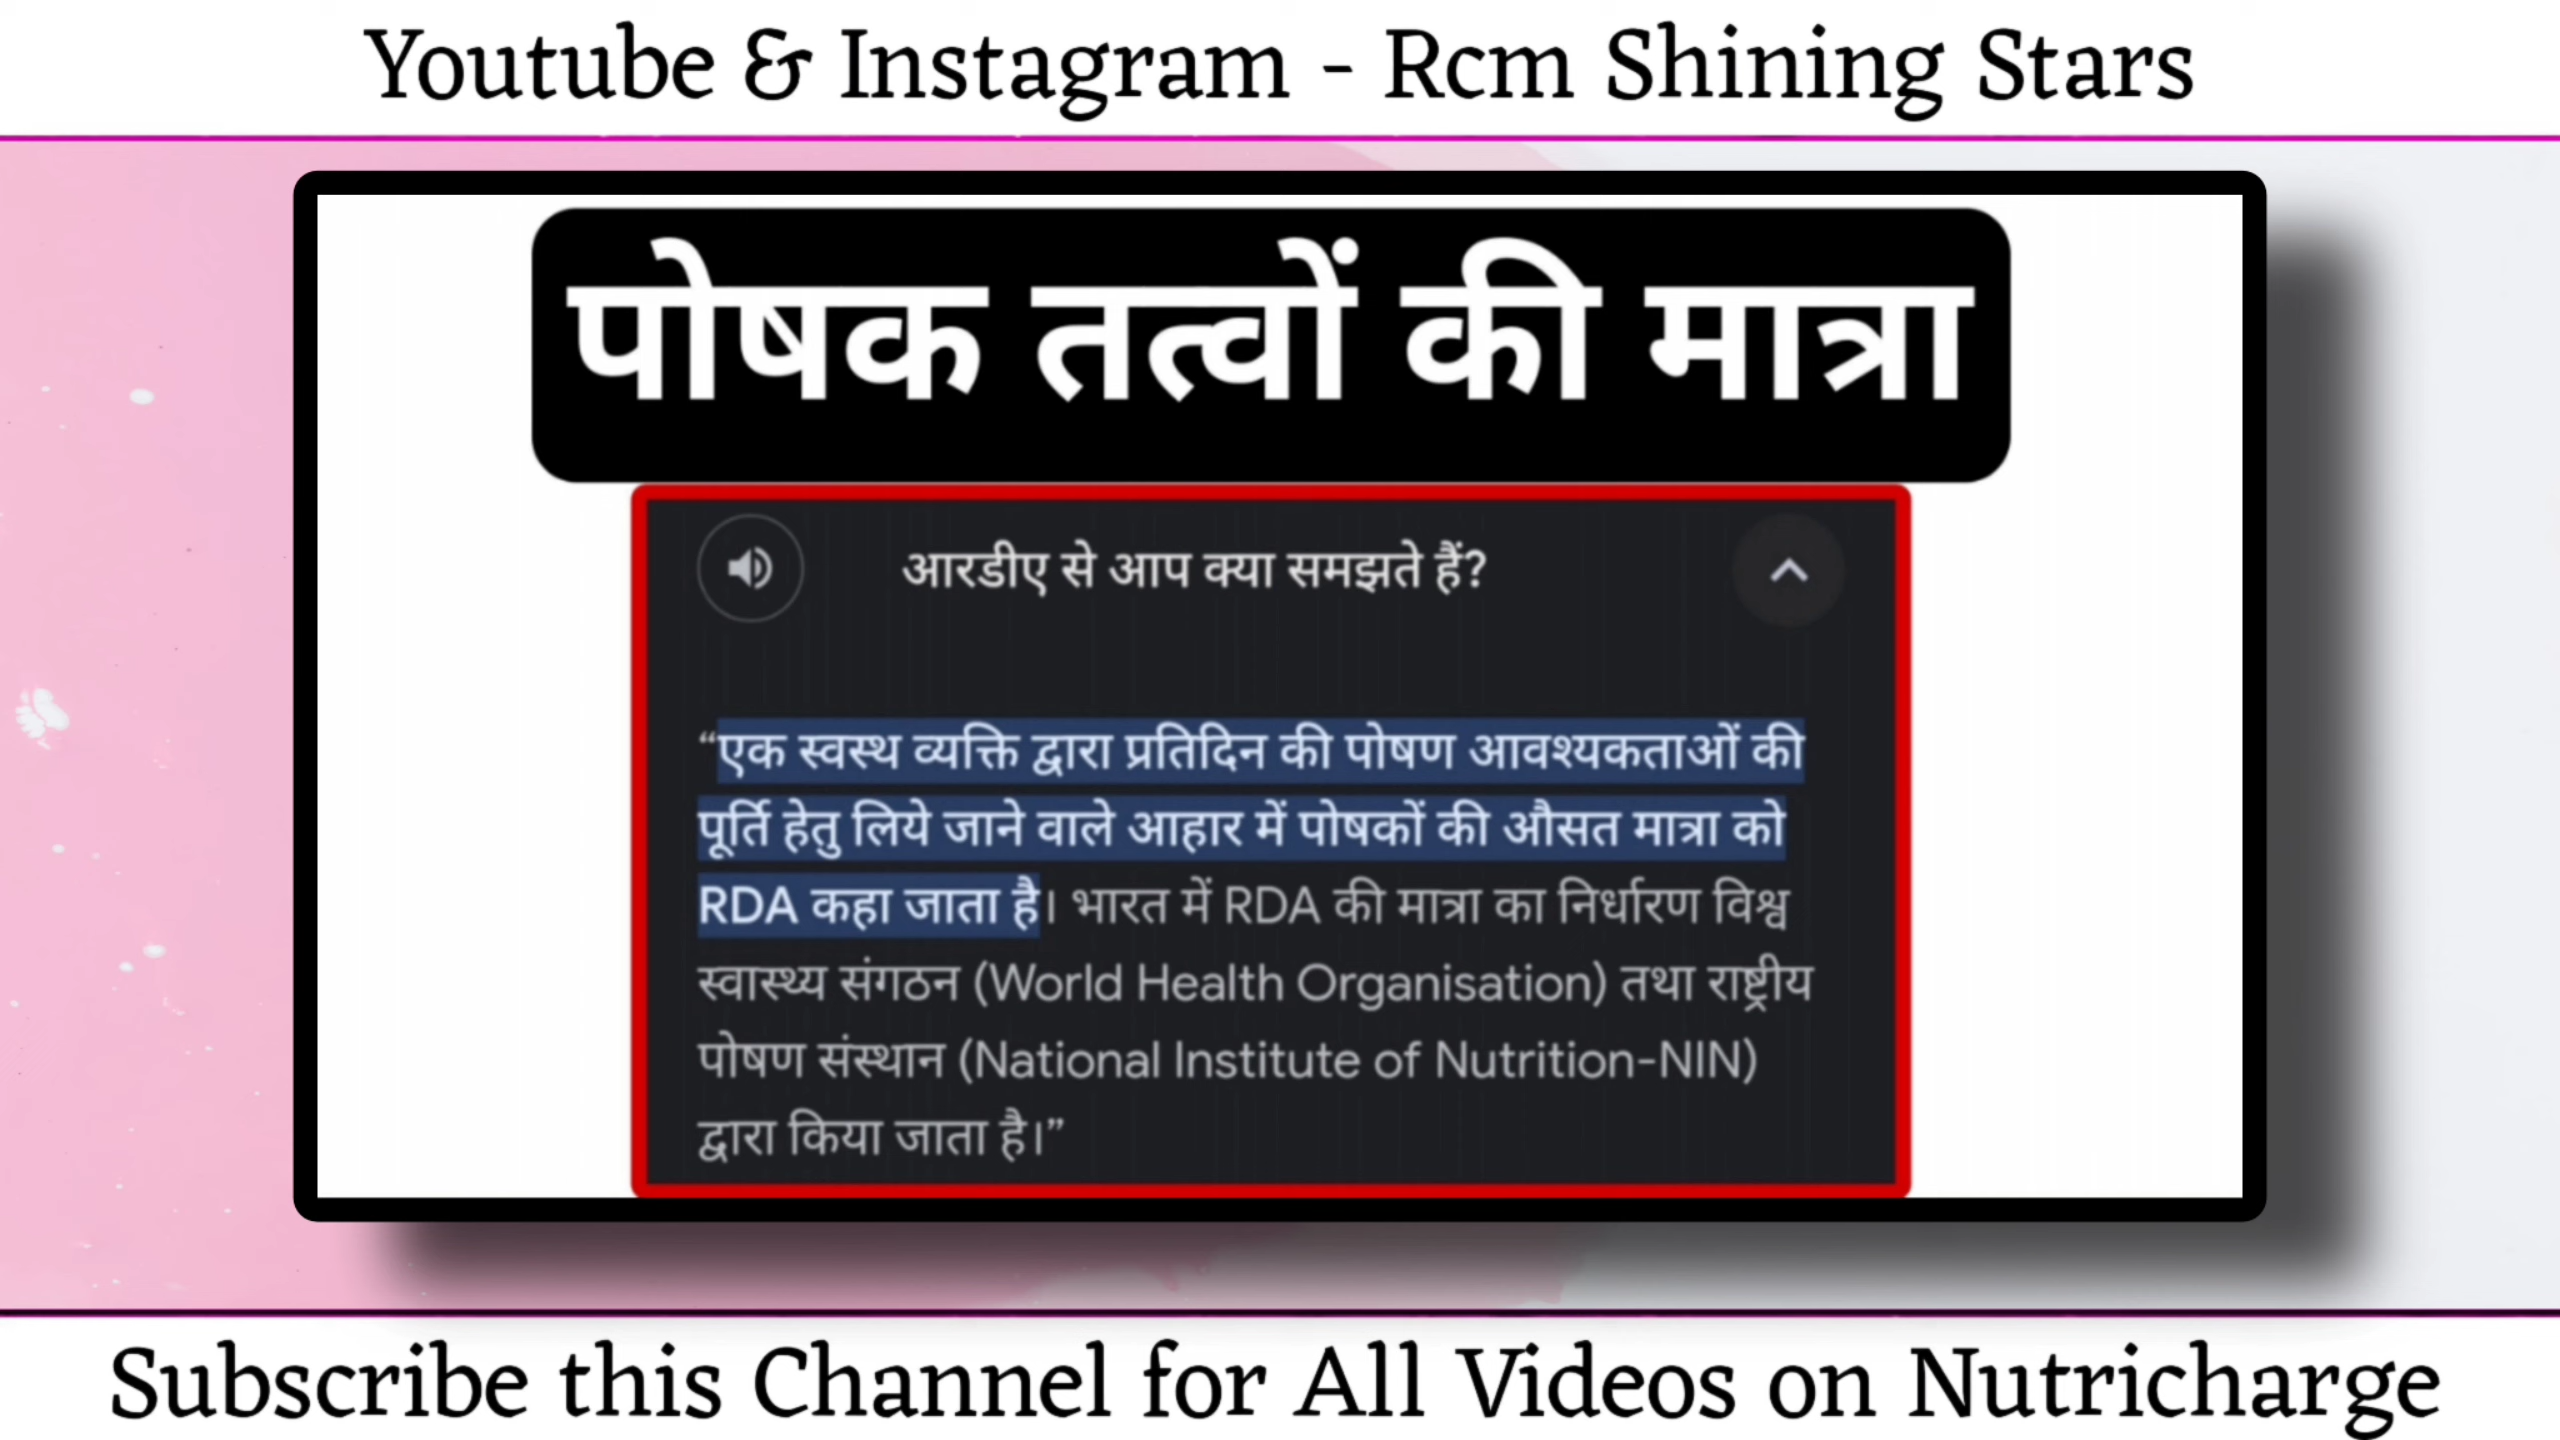 Youtube & Instagram - Rcm Shining Stars
पोषक तत्वों की मात्रा
आरडीए से आप क्या समझते हैं?
“एक स्वस्थ व्यक्ति द्वारा प्रतिदिन की पोषण आवश्यकताओं की
पूर्ति हेतु लिये जाने वाले आहार में पोषकों की औसत मात्रा को
RDA कहा जाता है। भारत में RDA की मात्रा का निर्धारण विश्व
स्वास्थ्य संगठन (World Health Organisation) तथा राष्ट्रीय
पोषण संस्थान (National Institute of Nutrition-NIN)
द्वारा किया जाता है।”
Subscribe this Channel for All Videos on Nutricharge